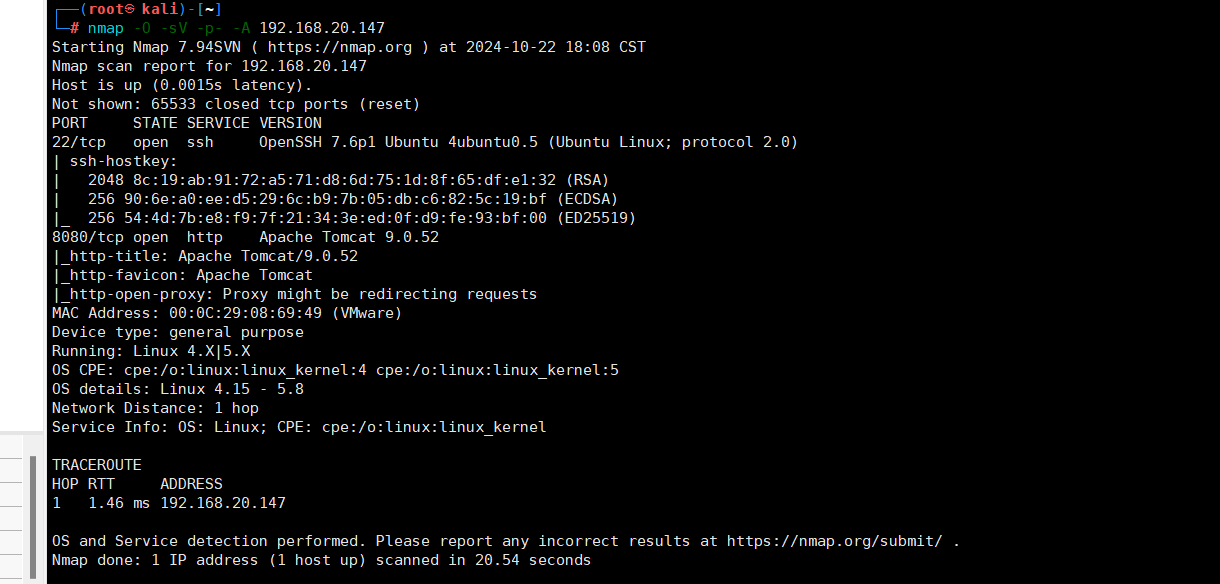 ┌──(root㉿kali)-[~]
└─# nmap -O -sV -p- -A 192.168.20.147
Starting Nmap 7.94SVN ( https://nmap.org ) at 2024-10-22 18:08 CST
Nmap scan report for 192.168.20.147
Host is up (0.0015s latency).
Not shown: 65533 closed tcp ports (reset)
PORT     STATE SERVICE VERSION
22/tcp   open  ssh     OpenSSH 7.6p1 Ubuntu 4ubuntu0.5 (Ubuntu Linux; protocol 2.0)
| ssh-hostkey:
|   2048 8c:19:ab:91:72:a5:71:d8:6d:75:1d:8f:65:df:e1:32 (RSA)
|   256 90:6e:a0:ee:d5:29:6c:b9:7b:05:db:c6:82:5c:19:bf (ECDSA)
|_  256 54:4d:7b:e8:f9:7f:21:34:3e:ed:0f:d9:fe:93:bf:00 (ED25519)
8080/tcp open  http    Apache Tomcat 9.0.52
|_http-title: Apache Tomcat/9.0.52
|_http-favicon: Apache Tomcat
|_http-open-proxy: Proxy might be redirecting requests
MAC Address: 00:0C:29:08:69:49 (VMware)
Device type: general purpose
Running: Linux 4.X|5.X
OS CPE: cpe:/o:linux:linux_kernel:4 cpe:/o:linux:linux_kernel:5
OS details: Linux 4.15 - 5.8
Network Distance: 1 hop
Service Info: OS: Linux; CPE: cpe:/o:linux:linux_kernel

TRACEROUTE
HOP RTT     ADDRESS
1   1.46 ms 192.168.20.147

OS and Service detection performed. Please report any incorrect results at https://nmap.org/submit/ .
Nmap done: 1 IP address (1 host up) scanned in 20.54 seconds